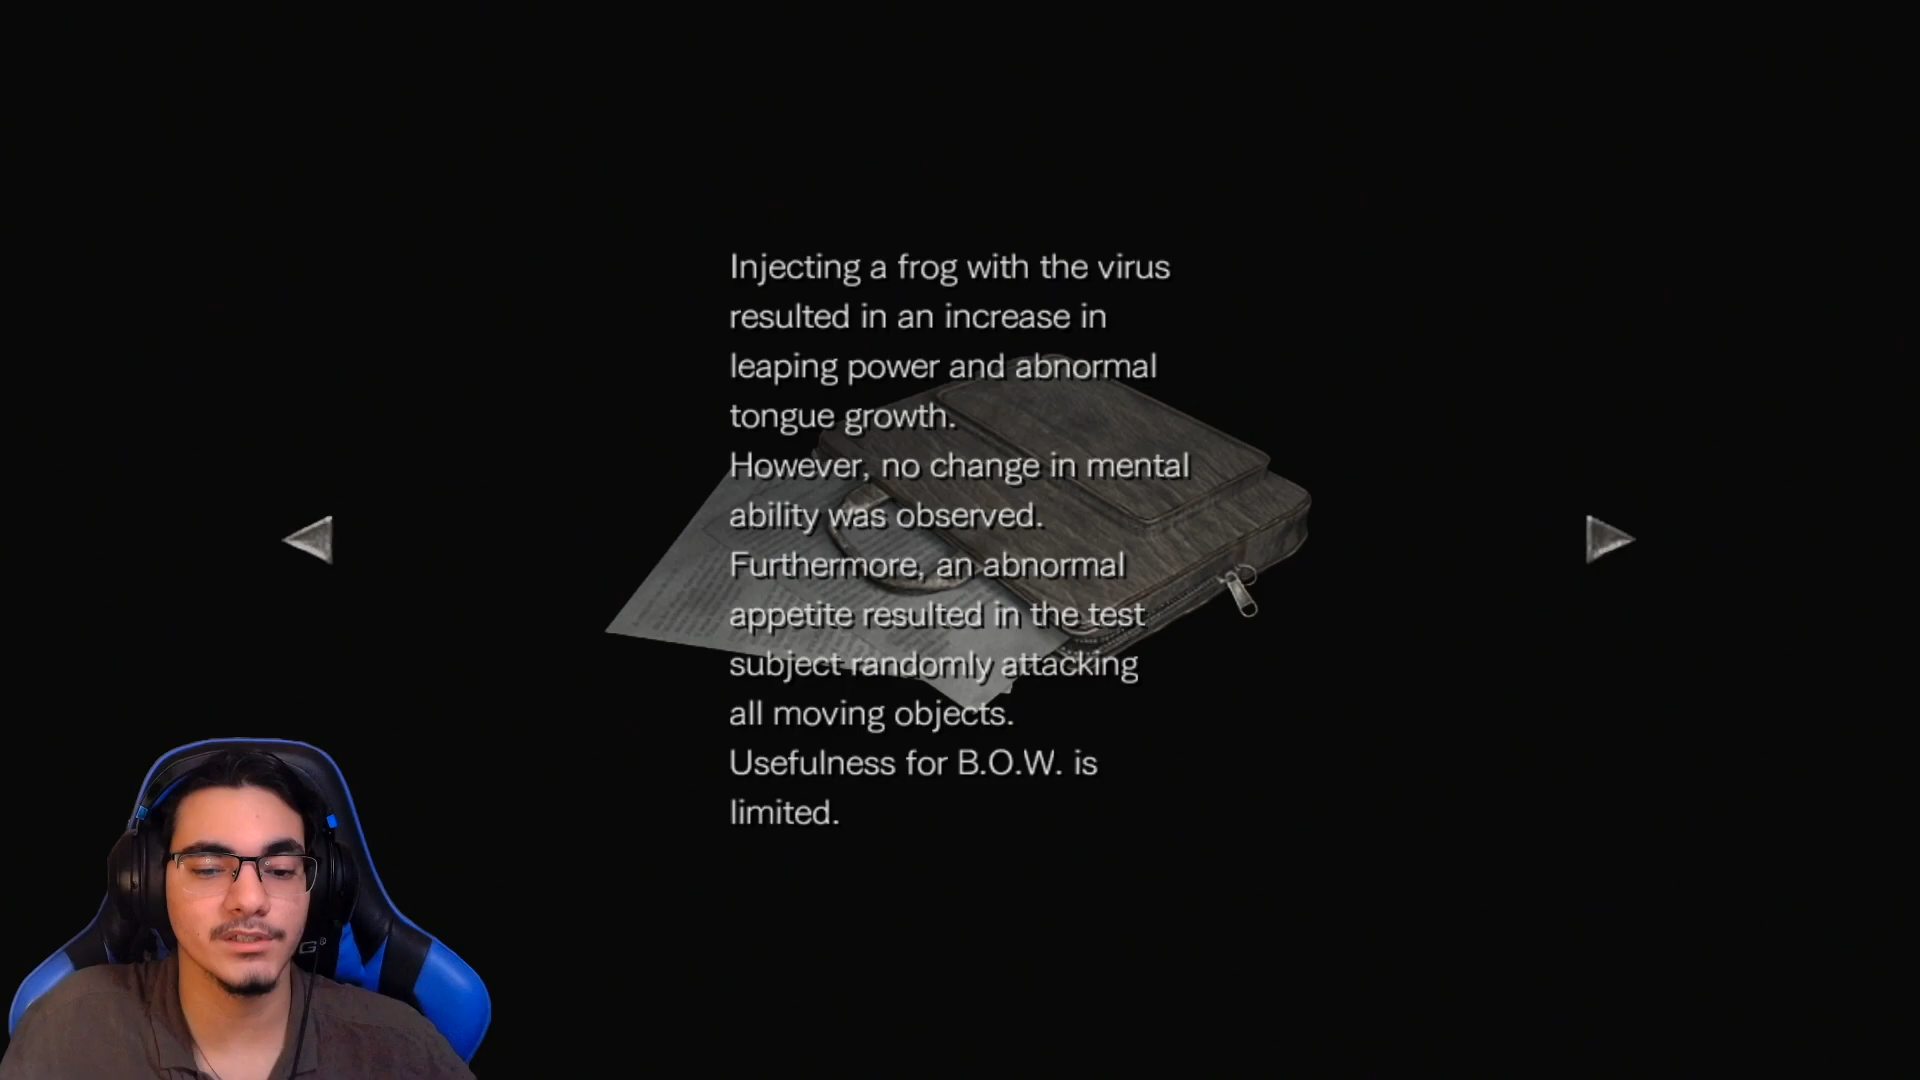 Injecting a frog with the virus
resulted in an increase in
leaping power and abnormal
tongue growth.
However, no change in mental
ability was observed.
Furthermore, an abnormal
appetite resulted in the test
subject randomly attacking
all moving objects.
Usefulness for B.O.W. is
limited.